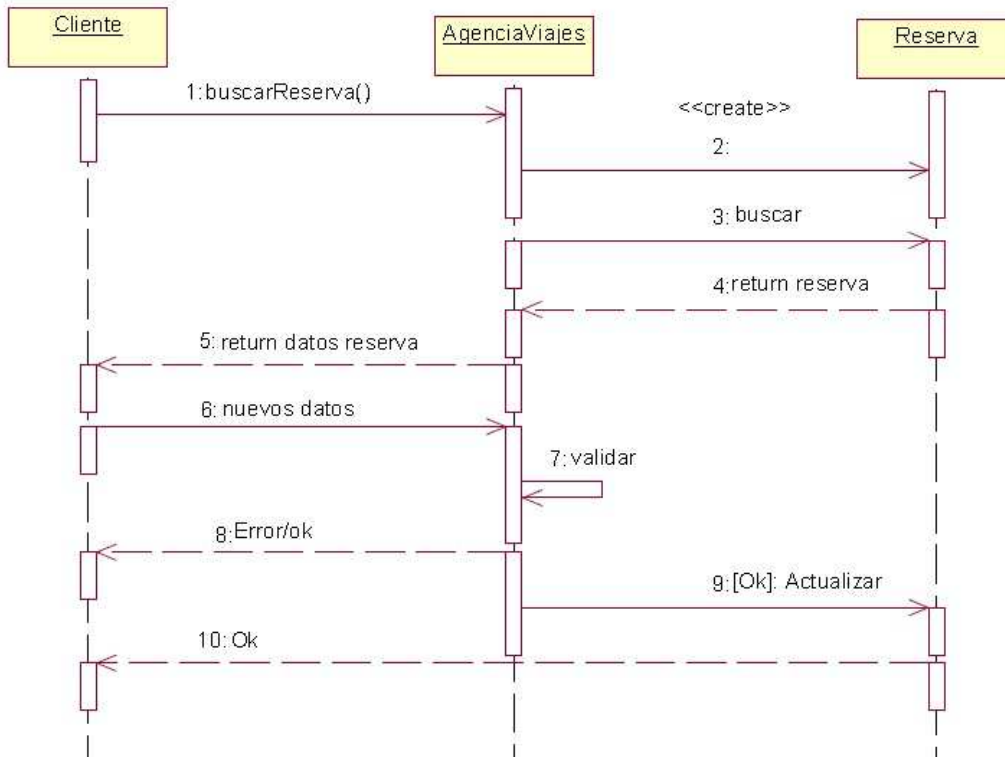 Cliente
AgenciaViajes
Reserva
1:buscarReserva()
<<create>>
2:
3: buscar
4:return reserva
5: return datos reserva
6: nuevos datos
7:validar
8:Error/ok
9:[Ok]: Actualizar
10: Ok